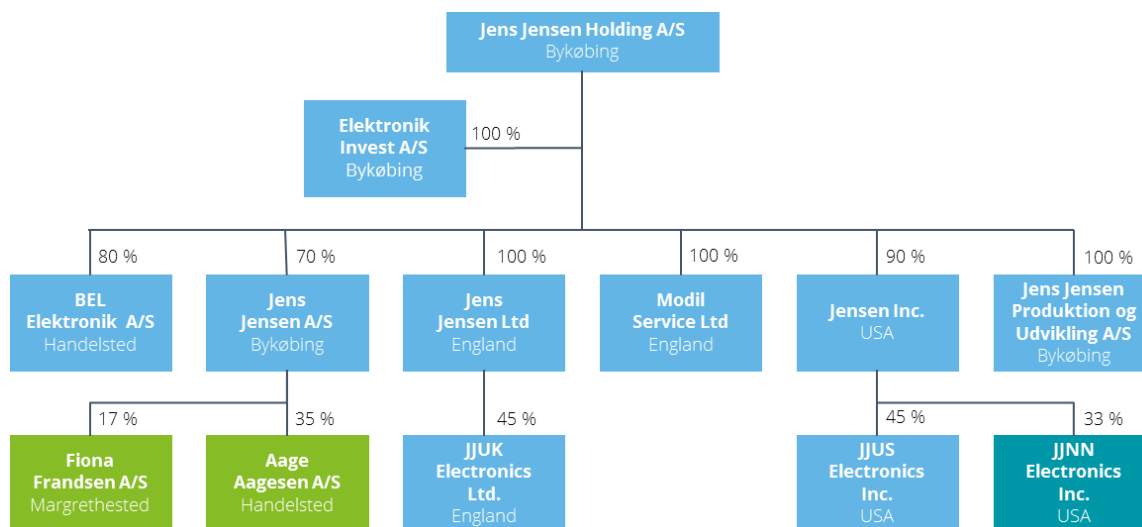 Jens Jensen Holding A/S
Bykøbing
Elektronik
Invest A/S
Bykøbing
100 %
80 %
70 %
100 %
100 %
90 %
100 %
BEL
Elektronik A/S
Handelsted
Jens
Jensen A/S
Bykøbing
Jens
Jensen Ltd
England
Modil
Service Ltd
England
Jensen Inc.
USA
Jens Jensen
Produktion og
Udvikling A/S
Bykøbing
17 %
35 %
45 %
45 %
33 %
Fiona
Frandsen A/S
Margrethested
Aage
Aagesen A/S
Handelsted
JJUK
Electronics
Ltd.
England
JJUS
Electronics
Inc.
USA
JJNN
Electronics
Inc.
USA